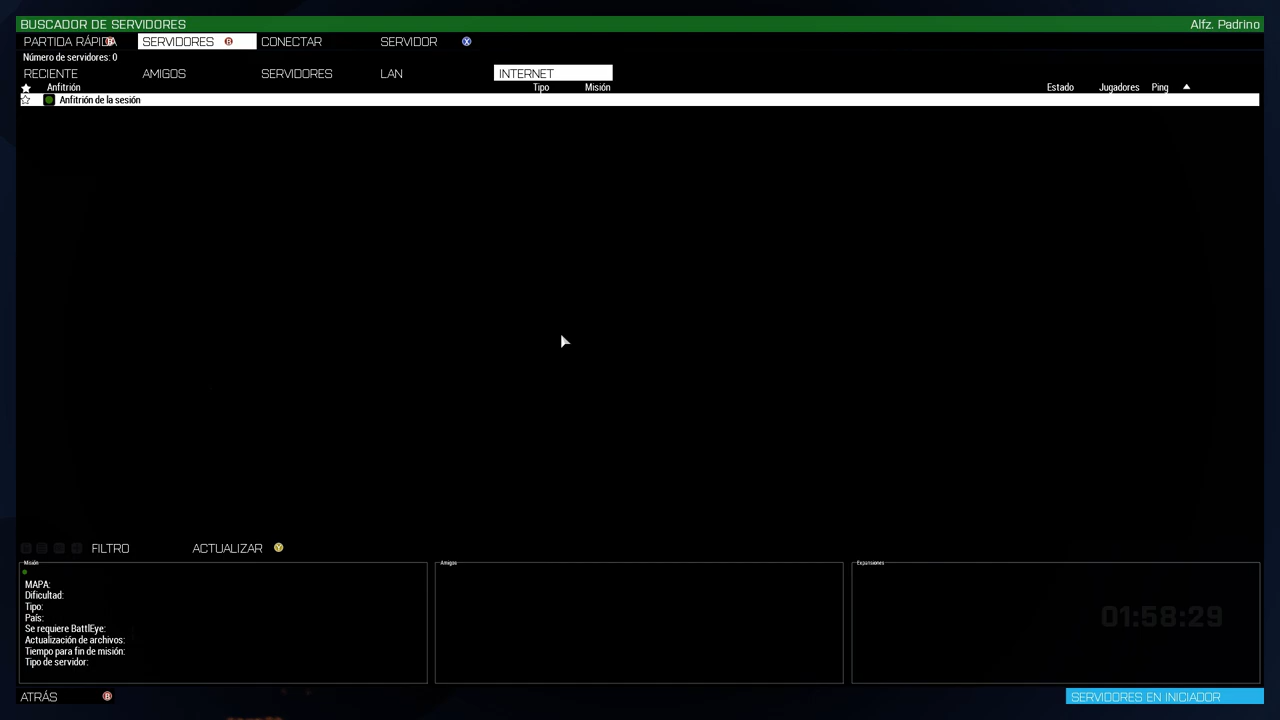 BUSCADOR DE SERVIDORES Alfz. Padrino
PARTIDA RÁPIDA SERVIDORES B CONECTAR SERVIDOR X
Número de servidores: 0
RECIENTE AMIGOS SERVIDORES LAN INTERNET
Anfitrión Tipo Misión Estado Jugadores Ping
Anfitrión de la sesión
FILTRO ACTUALIZAR Y
Misión Amigos Expansiones
MAPA:
Dificultad:
Tipo:
País:
Se requiere BattlEye:
Actualización de archivos:
Tiempo para fin de misión:
Tipo de servidor:
01:58:29
ATRÁS B SERVIDORES EN INICIADOR